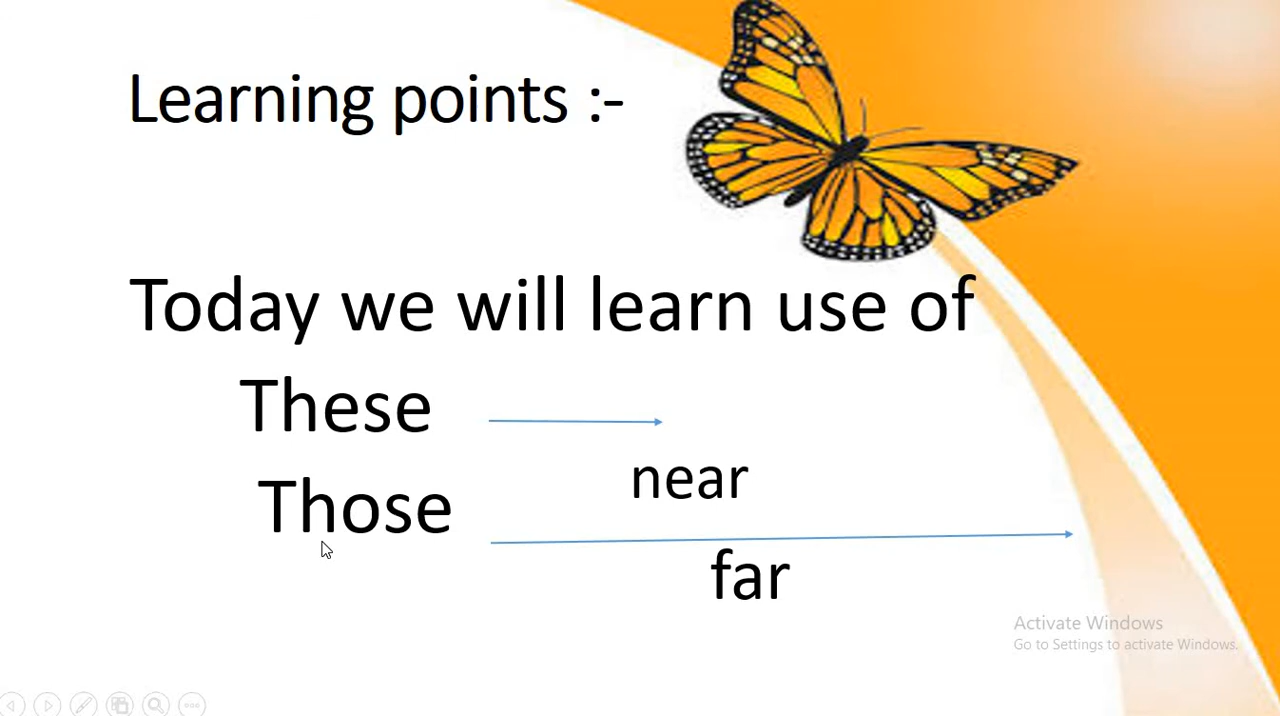 Learning points :-
Today we will learn use of
These
near
Those
far
Activate Windows
Go to Settings to activate Windows.